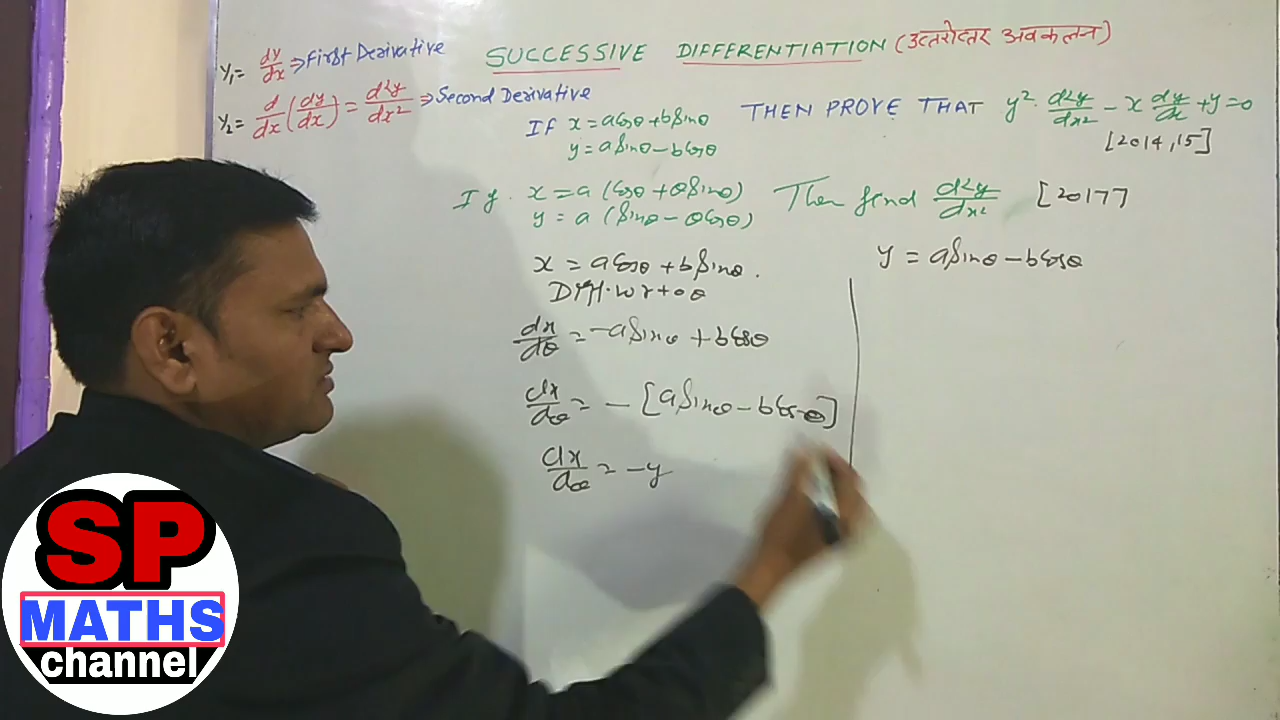 SUCCESSIVE DIFFERENTIATION (उत्तरोत्तर अवकलन)
y₁ = dy/dx ⇒ First Derivative
y₂ = d/dx (dy/dx) = d²y/dx² ⇒ Second Derivative
If x = a cosθ + b sinθ
y = a sinθ - b cosθ
THEN PROVE THAT y². d²y/dx² - x dy/dx + y = 0
[2014, 15]
If. x = a (cosθ + θ sinθ)
y = a (sinθ - θ cosθ)
Then find d²y/dx² [2017]
x = a cosθ + b sinθ.
Diff. w r to θ
dx/dθ = -a sinθ + b cosθ
dx/dθ = - [a sinθ - b cosθ]
dx/dθ = -y
y = a sinθ - b cosθ
SP
MATHS
channel